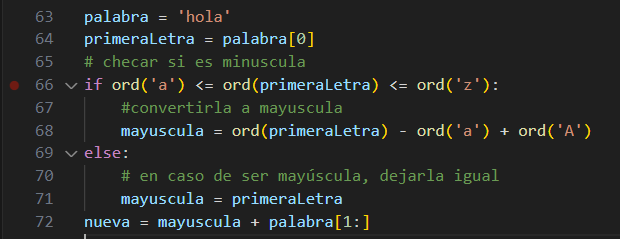 63 palabra = 'hola'
64 primeraLetra = palabra[0]
65 # checar si es minuscula
66 if ord('a') <= ord(primeraLetra) <= ord('z'):
67 #convertirla a mayuscula
68 mayuscula = ord(primeraLetra) - ord('a') + ord('A')
69 else:
70 # en caso de ser mayúscula, dejarla igual
71 mayuscula = primeraLetra
72 nueva = mayuscula + palabra[1:]